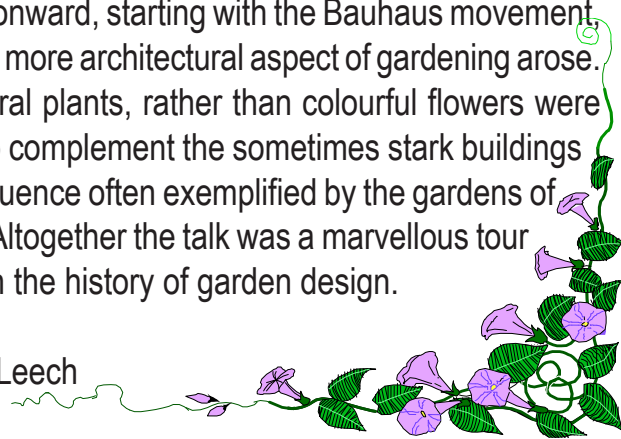 onward, starting with the Bauhaus movement,
more architectural aspect of gardening arose.
ral plants, rather than colourful flowers were
complement the sometimes stark buildings
uence often exemplified by the gardens of
Altogether the talk was a marvellous tour
the history of garden design.
Leech